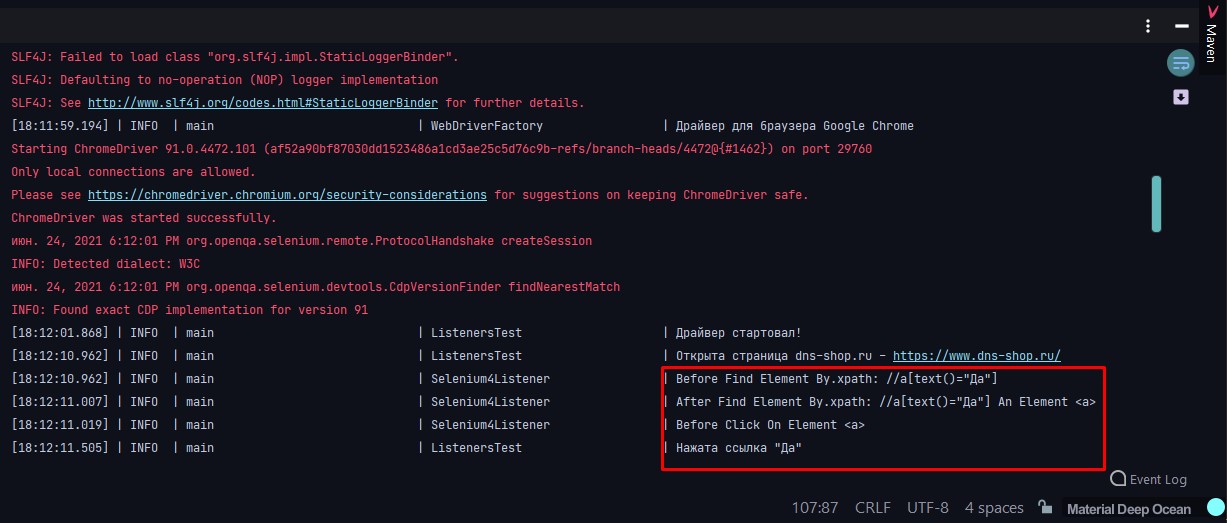 Maven
SLF4J: Failed to load class "org.slf4j.impl.StaticLoggerBinder".
SLF4J: Defaulting to no-operation (NOP) logger implementation
SLF4J: See http://www.slf4j.org/codes.html#StaticLoggerBinder for further details.
[18:11:59.194] | INFO | main | WebDriverFactory | Драйвер для браузера Google Chrome
Starting ChromeDriver 91.0.4472.101 (af52a90bf87030dd1523486a1cd3ae25c5d76c9b-refs/branch-heads/4472@{#1462}) on port 29760
Only local connections are allowed.
Please see https://chromedriver.chromium.org/security-considerations for suggestions on keeping ChromeDriver safe.
ChromeDriver was started successfully.
июн. 24, 2021 6:12:01 PM org.openqa.selenium.remote.ProtocolHandshake createSession
INFO: Detected dialect: W3C
июн. 24, 2021 6:12:01 PM org.openqa.selenium.devtools.CdpVersionFinder findNearestMatch
INFO: Found exact CDP implementation for version 91
[18:12:01.868] | INFO | main | ListenersTest | Драйвер стартовал!
[18:12:10.962] | INFO | main | ListenersTest | Открыта страница dns-shop.ru - https://www.dns-shop.ru/
[18:12:10.962] | INFO | main | Selenium4Listener | Before Find Element By.xpath: //a[text()="Да"]
[18:12:11.007] | INFO | main | Selenium4Listener | After Find Element By.xpath: //a[text()="Да"] An Element <a>
[18:12:11.019] | INFO | main | Selenium4Listener | Before Click On Element <a>
[18:12:11.505] | INFO | main | ListenersTest | Нажата ссылка "Да"
Event Log
107:87 CRLF UTF-8 4 spaces Material Deep Ocean